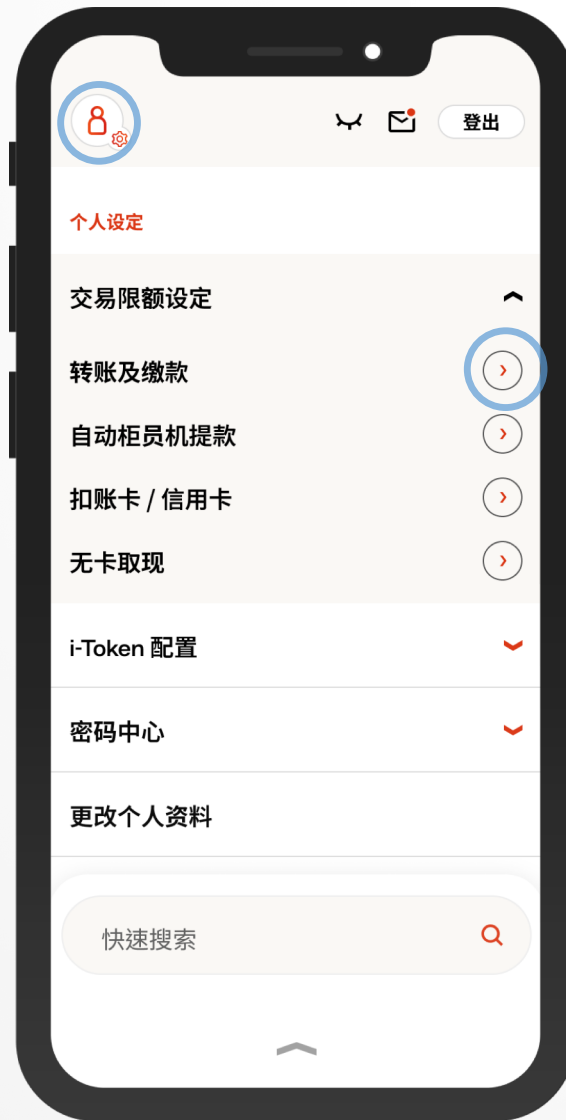 登出
个人设定
交易限额设定
转账及缴款
自动柜员机提款
扣账卡 / 信用卡
无卡取现
i-Token 配置
密码中心
更改个人资料
快速搜索